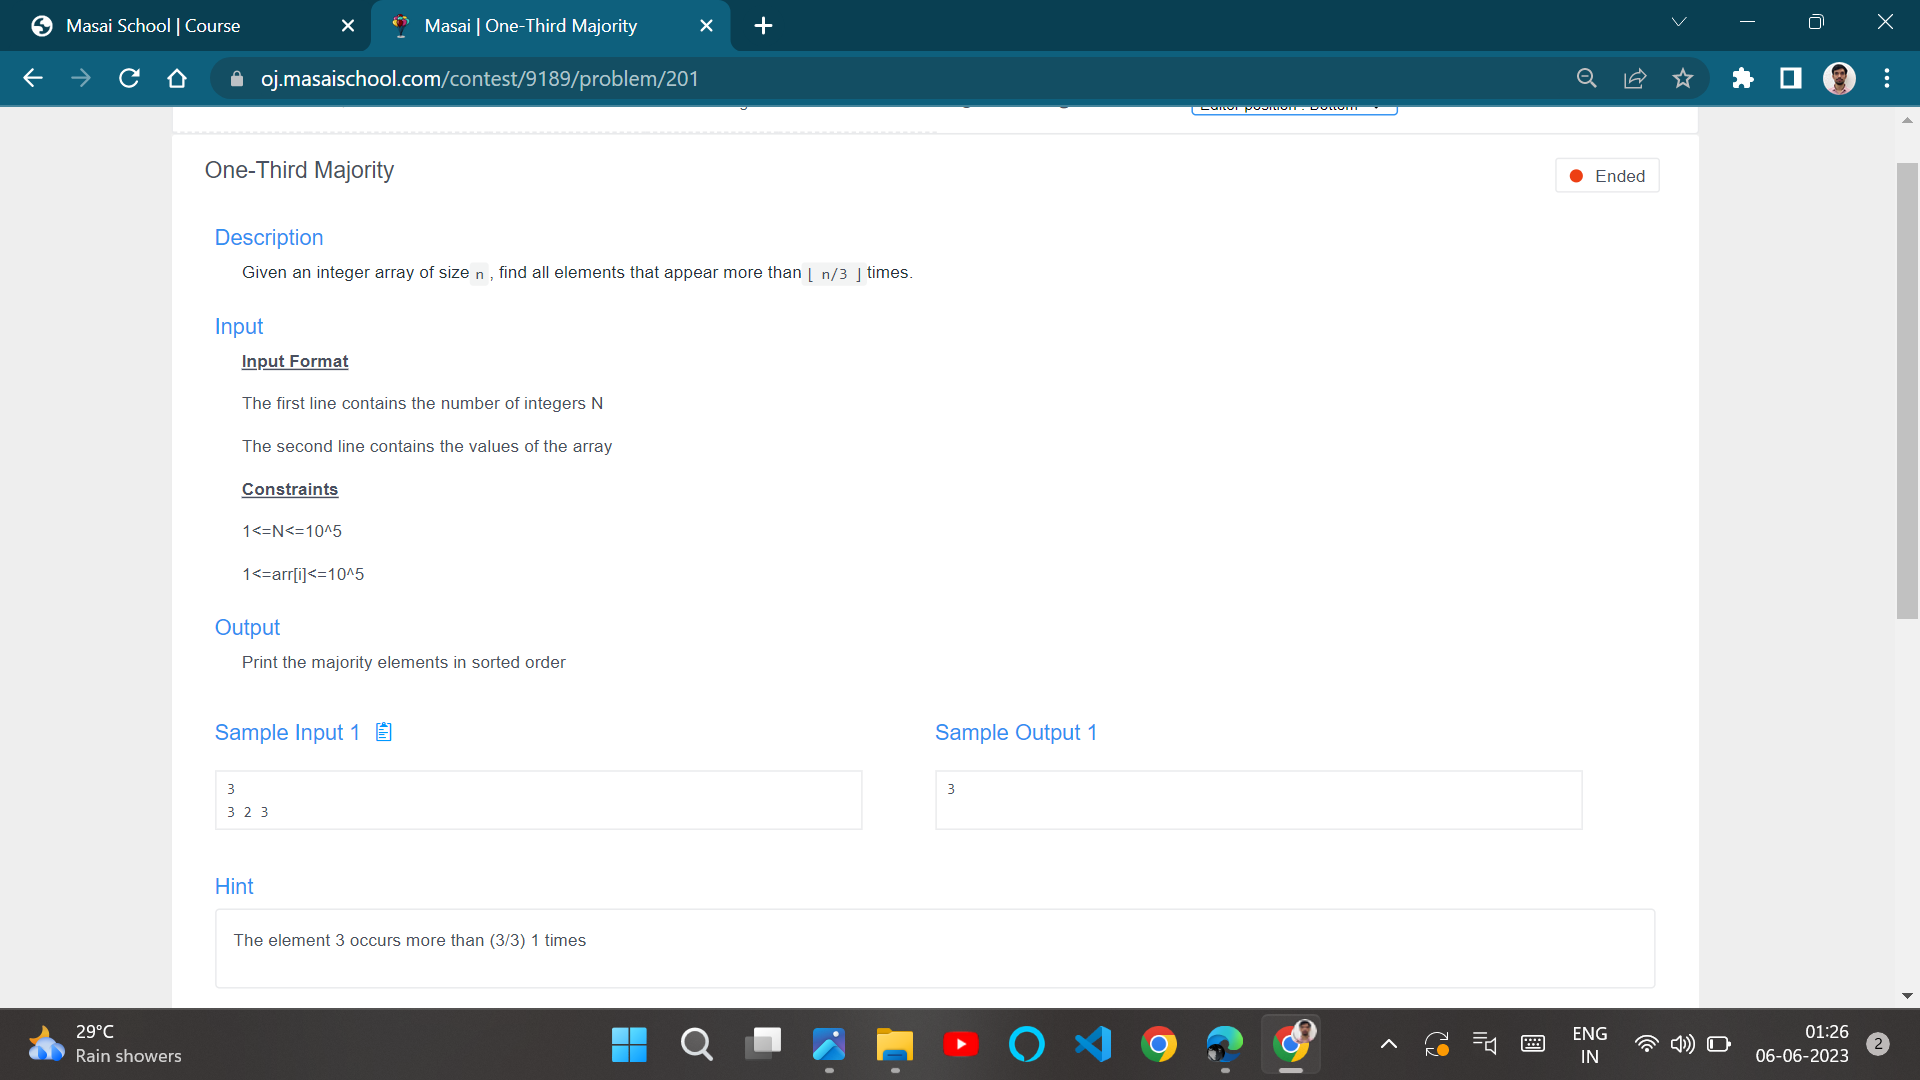 Masai School | Course
Masai | One-Third Majority
oj.masaischool.com/contest/9189/problem/201
Editor position : Bottom
One-Third Majority
Ended
Description
Given an integer array of size n , find all elements that appear more than ⌊ n/3 ⌋ times.
Input
Input Format
The first line contains the number of integers N
The second line contains the values of the array
Constraints
1<=N<=10^5
1<=arr[i]<=10^5
Output
Print the majority elements in sorted order
Sample Input 1
Sample Output 1
3
3 2 3
3
Hint
The element 3 occurs more than (3/3) 1 times
29°C
Rain showers
ENG
IN
01:26
06-06-2023
2